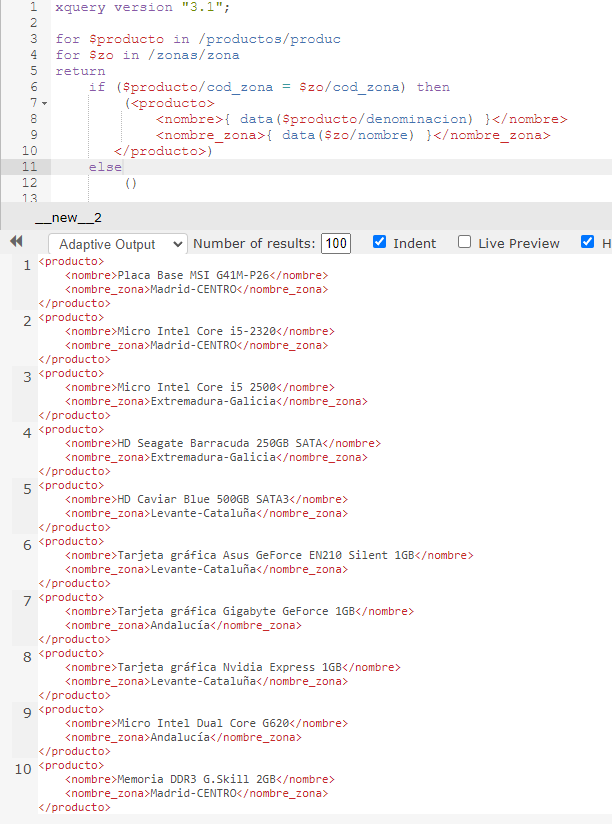 1 xquery version "3.1";
2
3 for $producto in /productos/produc
4 for $zo in /zonas/zona
5 return
6 if ($producto/cod_zona = $zo/cod_zona) then
7 (<producto>
8 <nombre>{ data($producto/denominacion) }</nombre>
9 <nombre_zona>{ data($zo/nombre) }</nombre_zona>
10 </producto>)
11 else
12 ()
13
__new__2
Adaptive Output Number of results: 100 Indent Live Preview H
1 <producto>
<nombre>Placa Base MSI G41M-P26</nombre>
<nombre_zona>Madrid-CENTRO</nombre_zona>
</producto>
2 <producto>
<nombre>Micro Intel Core i5-2320</nombre>
<nombre_zona>Madrid-CENTRO</nombre_zona>
</producto>
3 <producto>
<nombre>Micro Intel Core i5 2500</nombre>
<nombre_zona>Extremadura-Galicia</nombre_zona>
</producto>
4 <producto>
<nombre>HD Seagate Barracuda 250GB SATA</nombre>
<nombre_zona>Extremadura-Galicia</nombre_zona>
</producto>
5 <producto>
<nombre>HD Caviar Blue 500GB SATA3</nombre>
<nombre_zona>Levante-Cataluña</nombre_zona>
</producto>
6 <producto>
<nombre>Tarjeta gráfica Asus GeForce EN210 Silent 1GB</nombre>
<nombre_zona>Levante-Cataluña</nombre_zona>
</producto>
7 <producto>
<nombre>Tarjeta gráfica Gigabyte GeForce 1GB</nombre>
<nombre_zona>Andalucía</nombre_zona>
</producto>
8 <producto>
<nombre>Tarjeta gráfica Nvidia Express 1GB</nombre>
<nombre_zona>Levante-Cataluña</nombre_zona>
</producto>
9 <producto>
<nombre>Micro Intel Dual Core G620</nombre>
<nombre_zona>Andalucía</nombre_zona>
</producto>
10 <producto>
<nombre>Memoria DDR3 G.Skill 2GB</nombre>
<nombre_zona>Madrid-CENTRO</nombre_zona>
</producto>